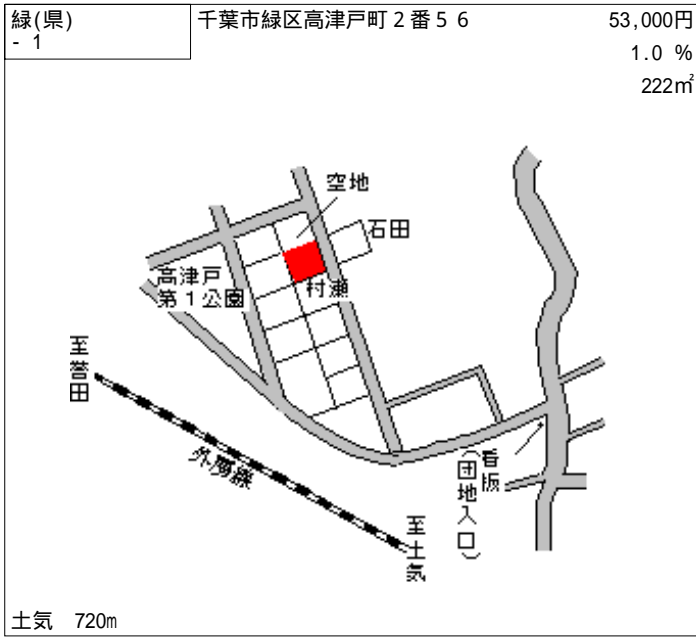 緑(県)
- 1
千葉市緑区高津戸町２番５６
53,000円
1.0 %
222㎡
空地
石田
高津戸
第１公園
村瀬
至誉田
外房線
至土気
看板
(団地入口)
土気 720m